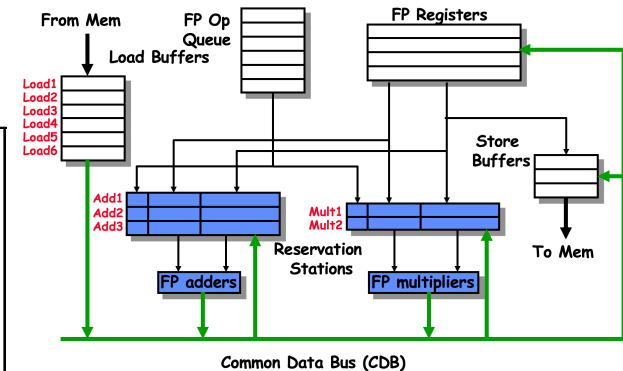 From Mem
FP Op
Queue
FP Registers
Load Buffers
Load1
Load2
Load3
Load4
Load5
Load6
Store
Buffers
Add1
Add2
Add3
Mult1
Mult2
Reservation
Stations
To Mem
FP adders
FP multipliers
Common Data Bus (CDB)